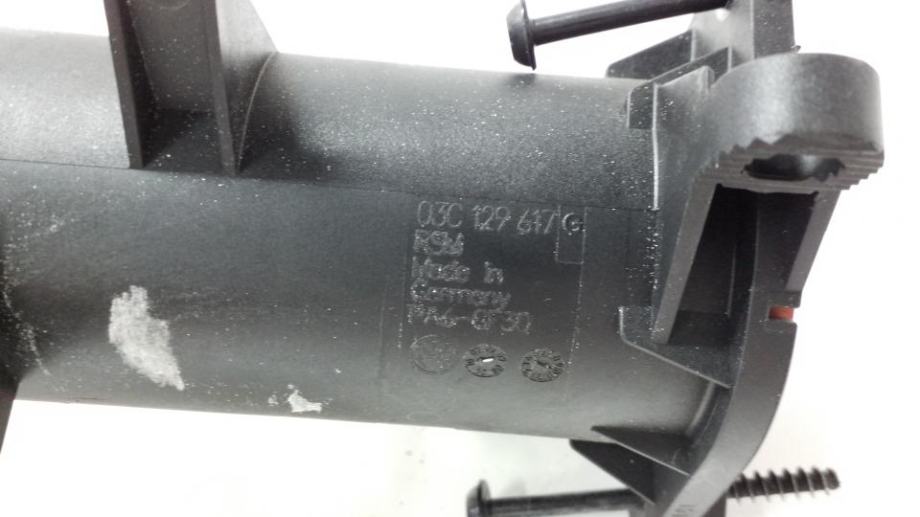 03C 129 617 G
Made in
Germany
PA6-GF30